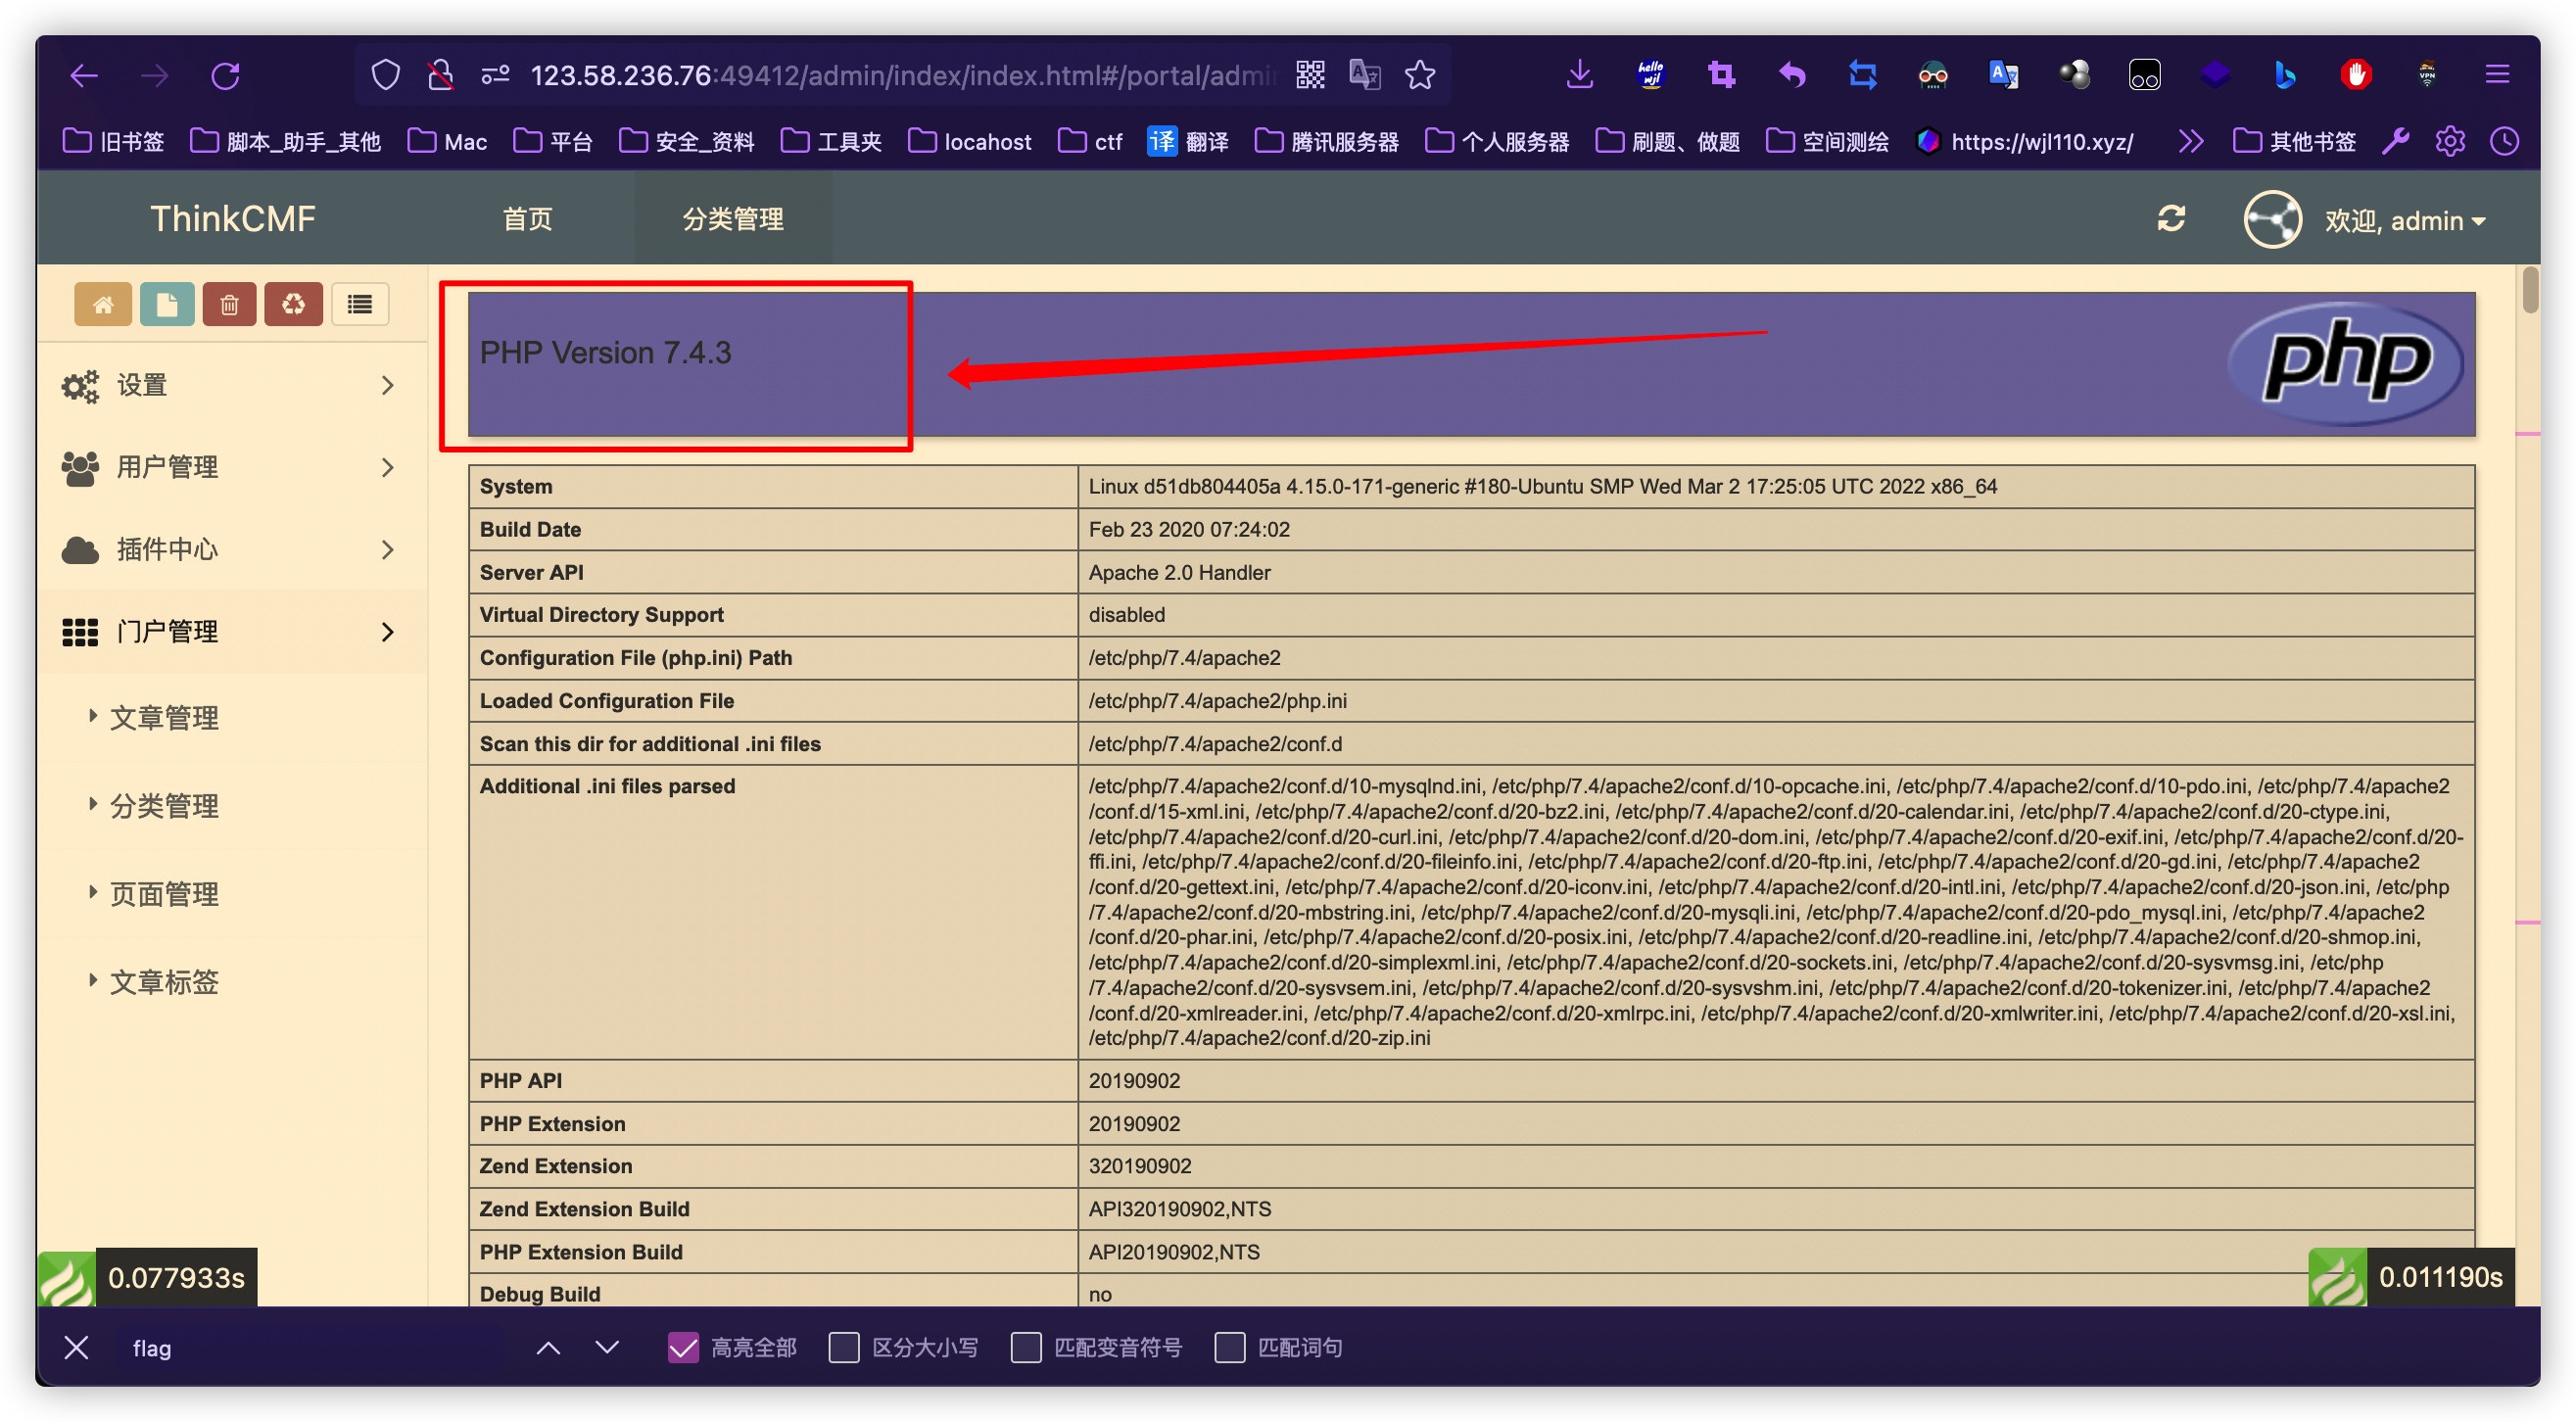 123.58.236.76:49412/admin/index/index.html#/portal/admin
hello
wjl
VPN
旧书签 脚本_助手_其他 Mac 平台 安全_资料 工具夹 locahost ctf 译 翻译 腾讯服务器 个人服务器 刷题、做题 空间测绘 https://wjl110.xyz/ 其他书签
ThinkCMF 首页 分类管理 欢迎, admin
设置
用户管理
插件中心
门户管理
文章管理
分类管理
页面管理
文章标签
PHP Version 7.4.3
php
System Linux d51db804405a 4.15.0-171-generic #180-Ubuntu SMP Wed Mar 2 17:25:05 UTC 2022 x86_64
Build Date Feb 23 2020 07:24:02
Server API Apache 2.0 Handler
Virtual Directory Support disabled
Configuration File (php.ini) Path /etc/php/7.4/apache2
Loaded Configuration File /etc/php/7.4/apache2/php.ini
Scan this dir for additional .ini files /etc/php/7.4/apache2/conf.d
Additional .ini files parsed /etc/php/7.4/apache2/conf.d/10-mysqlnd.ini, /etc/php/7.4/apache2/conf.d/10-opcache.ini, /etc/php/7.4/apache2/conf.d/10-pdo.ini, /etc/php/7.4/apache2
/conf.d/15-xml.ini, /etc/php/7.4/apache2/conf.d/20-bz2.ini, /etc/php/7.4/apache2/conf.d/20-calendar.ini, /etc/php/7.4/apache2/conf.d/20-ctype.ini,
/etc/php/7.4/apache2/conf.d/20-curl.ini, /etc/php/7.4/apache2/conf.d/20-dom.ini, /etc/php/7.4/apache2/conf.d/20-exif.ini, /etc/php/7.4/apache2/conf.d/20-
ffi.ini, /etc/php/7.4/apache2/conf.d/20-fileinfo.ini, /etc/php/7.4/apache2/conf.d/20-ftp.ini, /etc/php/7.4/apache2/conf.d/20-gd.ini, /etc/php/7.4/apache2
/conf.d/20-gettext.ini, /etc/php/7.4/apache2/conf.d/20-iconv.ini, /etc/php/7.4/apache2/conf.d/20-intl.ini, /etc/php/7.4/apache2/conf.d/20-json.ini, /etc/php
/7.4/apache2/conf.d/20-mbstring.ini, /etc/php/7.4/apache2/conf.d/20-mysqli.ini, /etc/php/7.4/apache2/conf.d/20-pdo_mysql.ini, /etc/php/7.4/apache2
/conf.d/20-phar.ini, /etc/php/7.4/apache2/conf.d/20-posix.ini, /etc/php/7.4/apache2/conf.d/20-readline.ini, /etc/php/7.4/apache2/conf.d/20-shmop.ini,
/etc/php/7.4/apache2/conf.d/20-simplexml.ini, /etc/php/7.4/apache2/conf.d/20-sockets.ini, /etc/php/7.4/apache2/conf.d/20-sysvmsg.ini, /etc/php
/7.4/apache2/conf.d/20-sysvsem.ini, /etc/php/7.4/apache2/conf.d/20-sysvshm.ini, /etc/php/7.4/apache2/conf.d/20-tokenizer.ini, /etc/php/7.4/apache2
/conf.d/20-xmlreader.ini, /etc/php/7.4/apache2/conf.d/20-xmlrpc.ini, /etc/php/7.4/apache2/conf.d/20-xmlwriter.ini, /etc/php/7.4/apache2/conf.d/20-xsl.ini,
/etc/php/7.4/apache2/conf.d/20-zip.ini
PHP API 20190902
PHP Extension 20190902
Zend Extension 320190902
Zend Extension Build API320190902,NTS
PHP Extension Build API20190902,NTS
Debug Build no
0.077933s 0.011190s
flag 高亮全部 区分大小写 匹配变音符号 匹配词句